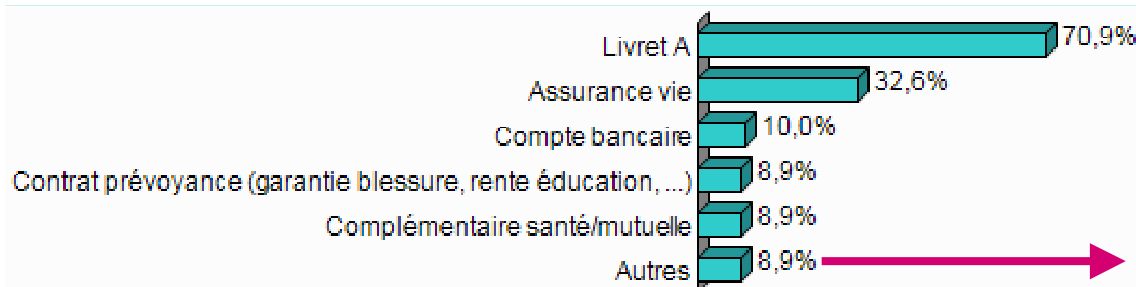 Livret A 70,9%
Assurance vie 32,6%
Compte bancaire 10,0%
Contrat prévoyance (garantie blessure, rente éducation, ...) 8,9%
Complémentaire santé/mutuelle 8,9%
Autres 8,9%